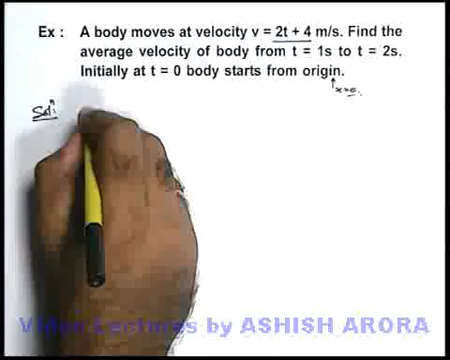 Ex : A body moves at velocity v = 2t + 4 m/s. Find the
average velocity of body from t = 1s to t = 2s.
Initially at t = 0 body starts from origin.
x=0.
Solⁿ:
Video Lectures by ASHISH ARORA